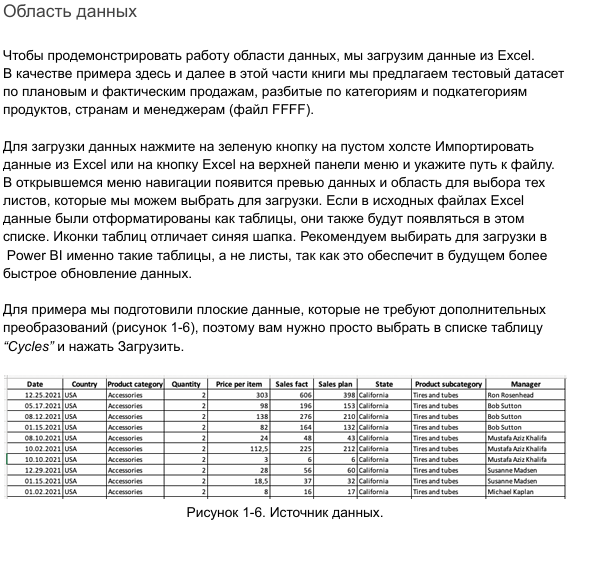 Область данных
Чтобы продемонстрировать работу области данных, мы загрузим данные из Excel.
В качестве примера здесь и далее в этой части книги мы предлагаем тестовый датасет
по плановым и фактическим продажам, разбитые по категориям и подкатегориям
продуктов, странам и менеджерам (файл FFFF).
Для загрузки данных нажмите на зеленую кнопку на пустом холсте Импортировать
данные из Excel или на кнопку Excel на верхней панели меню и укажите путь к файлу.
В открывшемся меню навигации появится превью данных и область для выбора тех
листов, которые мы можем выбрать для загрузки. Если в исходных файлах Excel
данные были отформатированы как таблицы, они также будут появляться в этом
списке. Иконки таблиц отличает синяя шапка. Рекомендуем выбирать для загрузки в
Power BI именно такие таблицы, а не листы, так как это обеспечит в будущем более
быстрое обновление данных.
Для примера мы подготовили плоские данные, которые не требуют дополнительных
преобразований (рисунок 1-6), поэтому вам нужно просто выбрать в списке таблицу
“Cycles” и нажать Загрузить.
Date Country Product category Quantity Price per item Sales fact Sales plan State Product subcategory Manager
12.25.2021 USA Accessories 2 303 606 398 California Tires and tubes Ron Rosenhead
05.17.2021 USA Accessories 2 98 196 153 California Tires and tubes Bob Sutton
08.12.2021 USA Accessories 2 138 276 210 California Tires and tubes Bob Sutton
01.15.2021 USA Accessories 2 82 164 132 California Tires and tubes Bob Sutton
08.10.2021 USA Accessories 2 24 48 43 California Tires and tubes Mustafa Aziz Khalifa
10.02.2021 USA Accessories 2 112,5 225 212 California Tires and tubes Mustafa Aziz Khalifa
10.10.2021 USA Accessories 2 3 6 6 California Tires and tubes Mustafa Aziz Khalifa
12.29.2021 USA Accessories 2 28 56 60 California Tires and tubes Susanne Madsen
01.15.2021 USA Accessories 2 18,5 37 32 California Tires and tubes Susanne Madsen
01.02.2021 USA Accessories 2 8 16 17 California Tires and tubes Michael Kaplan
Рисунок 1-6. Источник данных.